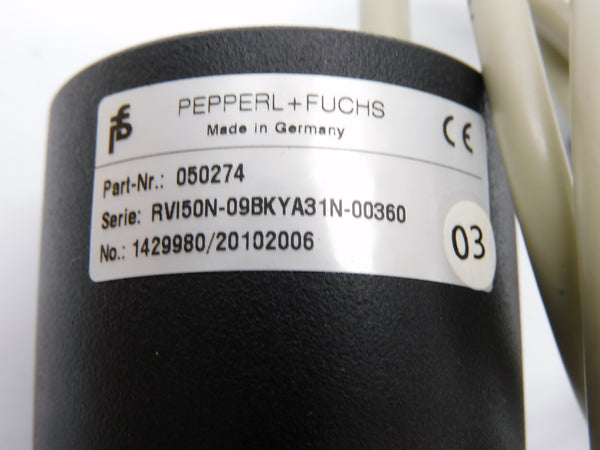 PEPPERL+FUCHS
Made in Germany
CE
Part-Nr.: 050274
Serie: RVI50N-09BKYA31N-00360
No.: 1429980/20102006
03